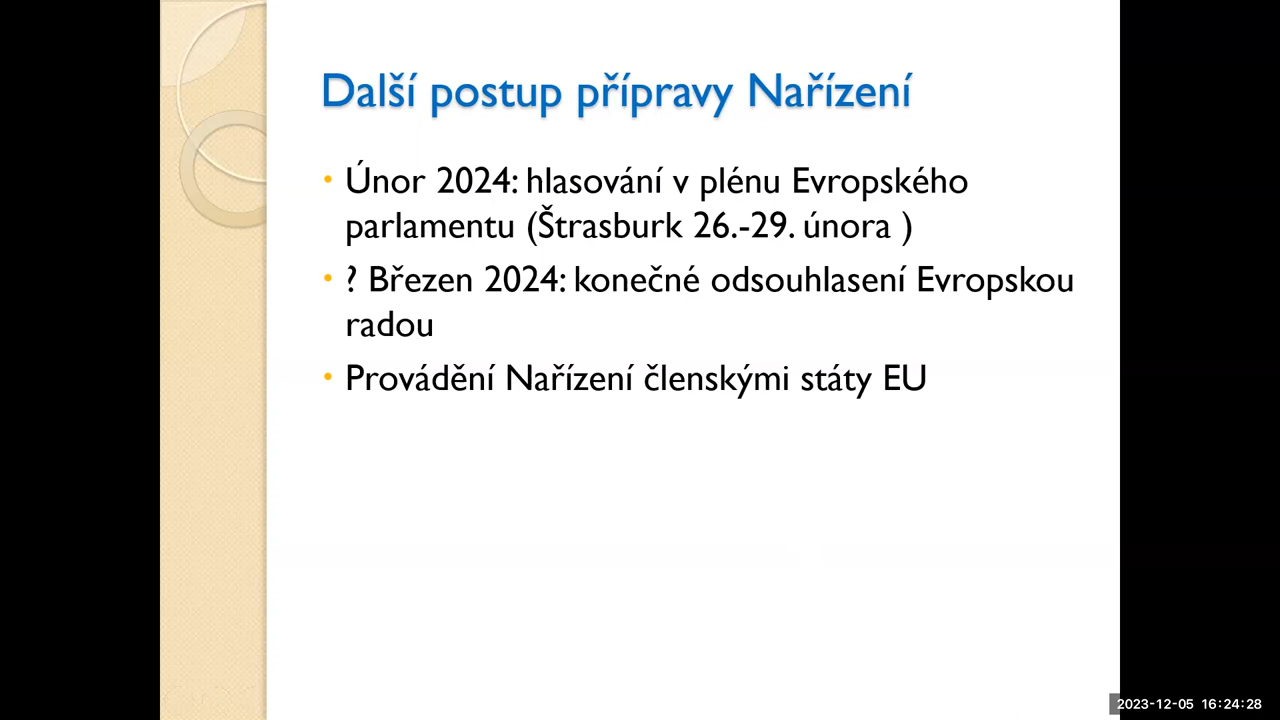 Další postup přípravy Nařízení
• Únor 2024: hlasování v plénu Evropského
parlamentu (Štrasburk 26.-29. února )
• ? Březen 2024: konečné odsouhlasení Evropskou
radou
• Provádění Nařízení členskými státy EU
2023-12-05 16:24:28